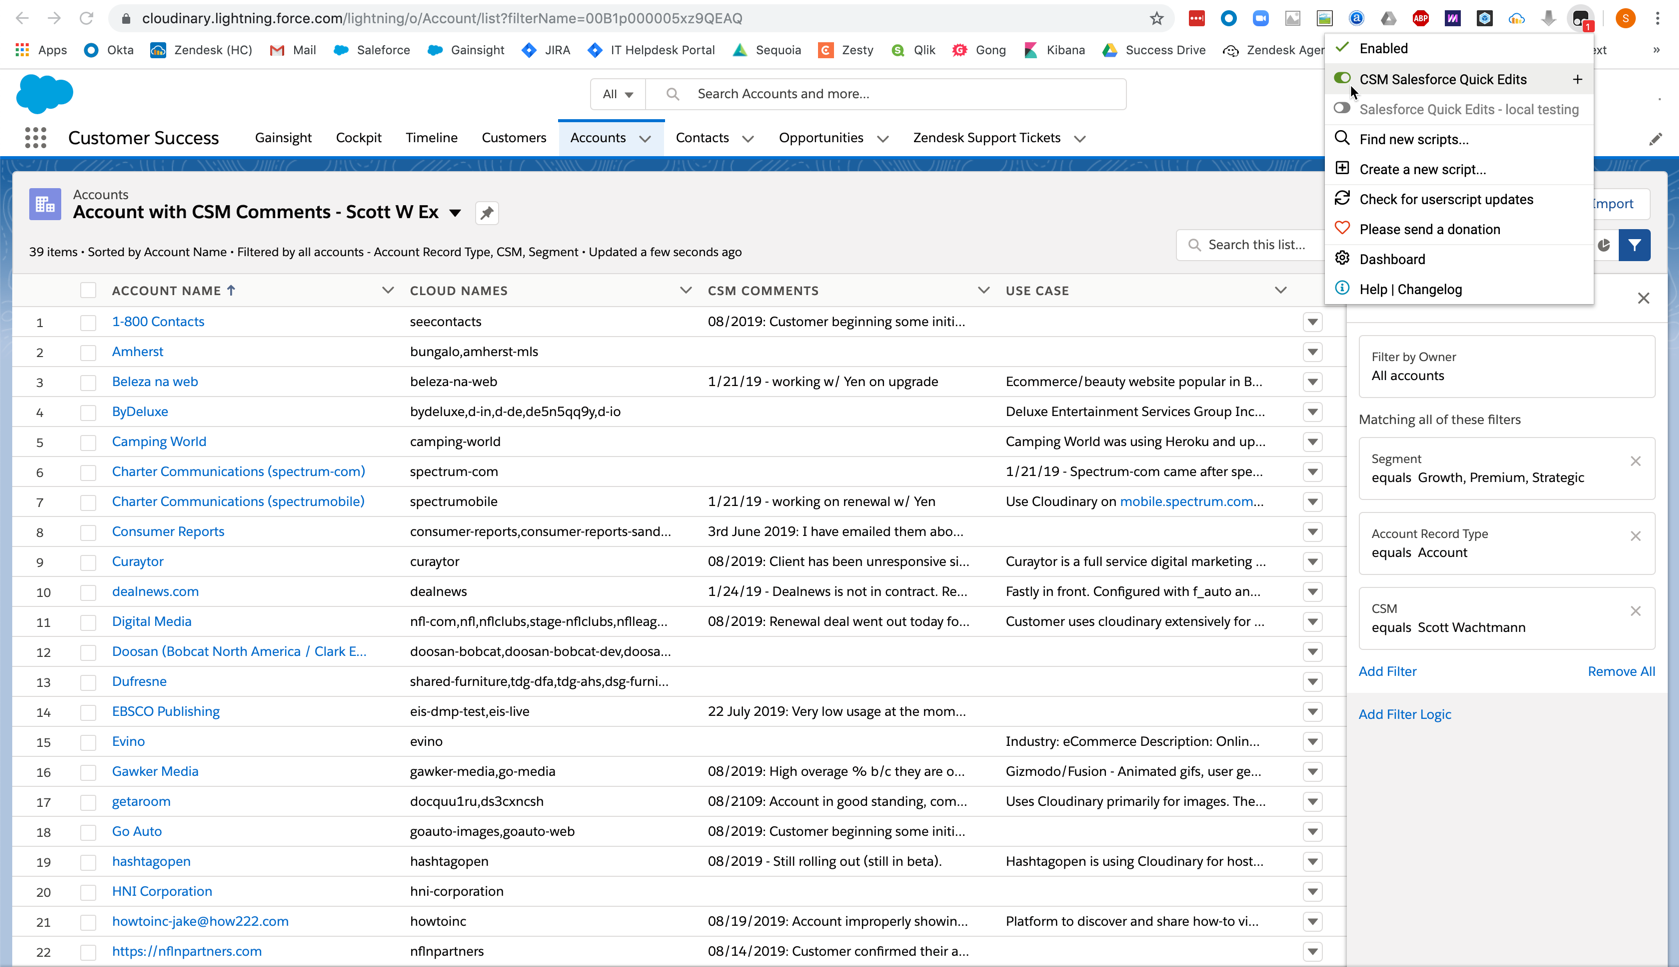 cloudinary.lightning.force.com/lightning/o/Account/list?filterName=00B1p000005xz9QEAQ
ABP
1
S
Apps Okta Zendesk (HC) Mail Saleforce Gainsight JIRA IT Helpdesk Portal Sequoia Zesty Qlik Gong Kibana Success Drive Zendesk Ager ext »
Enabled
CSM Salesforce Quick Edits +
Salesforce Quick Edits - local testing
Find new scripts...
Create a new script...
Check for userscript updates
Please send a donation
Dashboard
Help | Changelog
All Search Accounts and more...
Customer Success Gainsight Cockpit Timeline Customers Accounts Contacts Opportunities Zendesk Support Tickets
Accounts
Account with CSM Comments - Scott W Ex
Import
39 items • Sorted by Account Name • Filtered by all accounts - Account Record Type, CSM, Segment • Updated a few seconds ago
Search this list...
ACCOUNT NAME ↑ CLOUD NAMES CSM COMMENTS USE CASE
1 1-800 Contacts seecontacts 08/2019: Customer beginning some initi...
2 Amherst bungalo,amherst-mls
3 Beleza na web beleza-na-web 1/21/19 - working w/ Yen on upgrade Ecommerce/beauty website popular in B...
4 ByDeluxe bydeluxe,d-in,d-de,de5n5qq9y,d-io Deluxe Entertainment Services Group Inc...
5 Camping World camping-world Camping World was using Heroku and up...
6 Charter Communications (spectrum-com) spectrum-com 1/21/19 - Spectrum-com came after spe...
7 Charter Communications (spectrumobile) spectrumobile 1/21/19 - working on renewal w/ Yen Use Cloudinary on mobile.spectrum.com...
8 Consumer Reports consumer-reports,consumer-reports-sand... 3rd June 2019: I have emailed them abo...
9 Curaytor curaytor 08/2019: Client has been unresponsive si... Curaytor is a full service digital marketing ...
10 dealnews.com dealnews 1/24/19 - Dealnews is not in contract. Re... Fastly in front. Configured with f_auto an...
11 Digital Media nfl-com,nfl,nflclubs,stage-nflclubs,nflleag... 08/2019: Renewal deal went out today fo... Customer uses cloudinary extensively for ...
12 Doosan (Bobcat North America / Clark E... doosan-bobcat,doosan-bobcat-dev,doosa...
13 Dufresne shared-furniture,tdg-dfa,tdg-ahs,dsg-furni...
14 EBSCO Publishing eis-dmp-test,eis-live 22 July 2019: Very low usage at the mom...
15 Evino evino Industry: eCommerce Description: Onlin...
16 Gawker Media gawker-media,go-media 08/2019: High overage % b/c they are o... Gizmodo/Fusion - Animated gifs, user ge...
17 getaroom docquu1ru,ds3cxncsh 08/2109: Account in good standing, com... Uses Cloudinary primarily for images. The...
18 Go Auto goauto-images,goauto-web 08/2019: Customer beginning some initi...
19 hashtagopen hashtagopen 08/2019 - Still rolling out (still in beta). Hashtagopen is using Cloudinary for host...
20 HNI Corporation hni-corporation
21 howtoinc-jake@how222.com howtoinc 08/19/2019: Account improperly showin... Platform to discover and share how-to vi...
22 https://nflnpartners.com nflnpartners 08/14/2019: Customer confirmed their a...
Filter by Owner
All accounts
Matching all of these filters
Segment
equals Growth, Premium, Strategic
Account Record Type
equals Account
CSM
equals Scott Wachtmann
Add Filter Remove All
Add Filter Logic